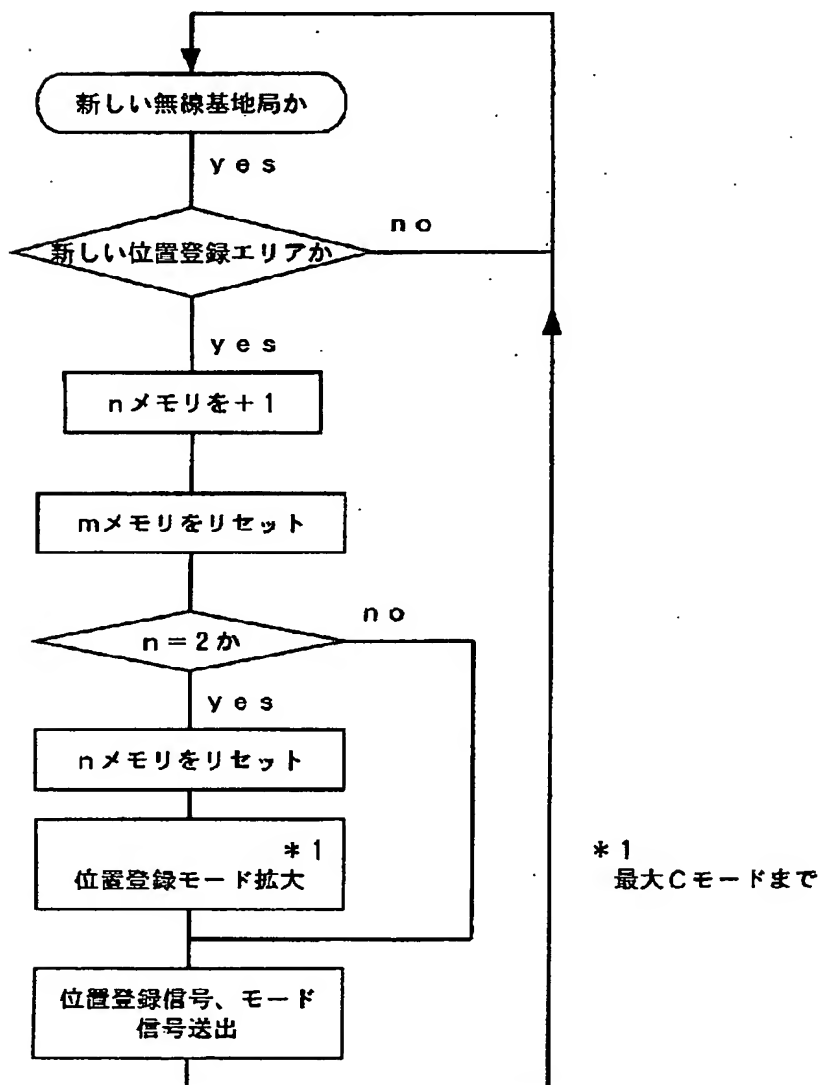 新しい無線基地局か
yes
新しい位置登録エリアか
no
yes
nメモリを+1
mメモリをリセット
n=2か
no
yes
nメモリをリセット
*1
位置登録モード拡大
*1
最大Cモードまで
位置登録信号、モード
信号送出